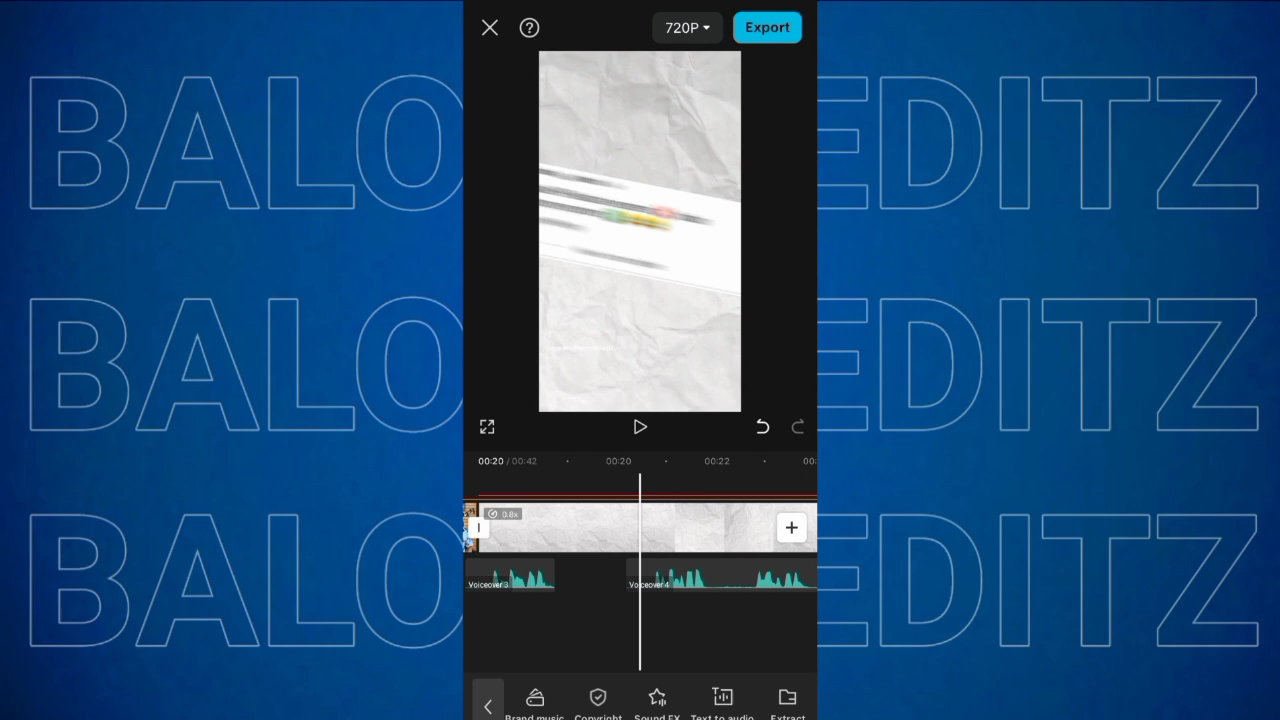 720P
Export
00:20 / 00:42
00:20
00:22
00:
0.8x
Voiceover 3
Voiceover 4
Brand music
Copyright
Sound FX
Text to audio
Extract
BALO
EDITZ
BALO
EDITZ
BALO
EDITZ